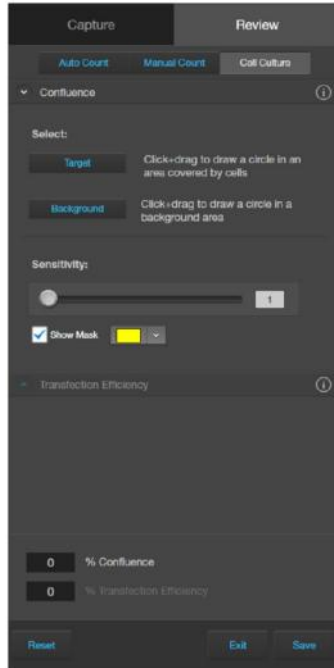 Capture
Review
Auto Count
Manual Count
Cell Culture
Confluence
Select:
Target
Click+drag to draw a circle in an
area covered by cells
Background
Click+drag to draw a circle in a
background area
Sensitivity:
1
Show Mask
Transfection Efficiency
0 % Confluence
0 % Transfection Efficiency
Reset
Exit
Save